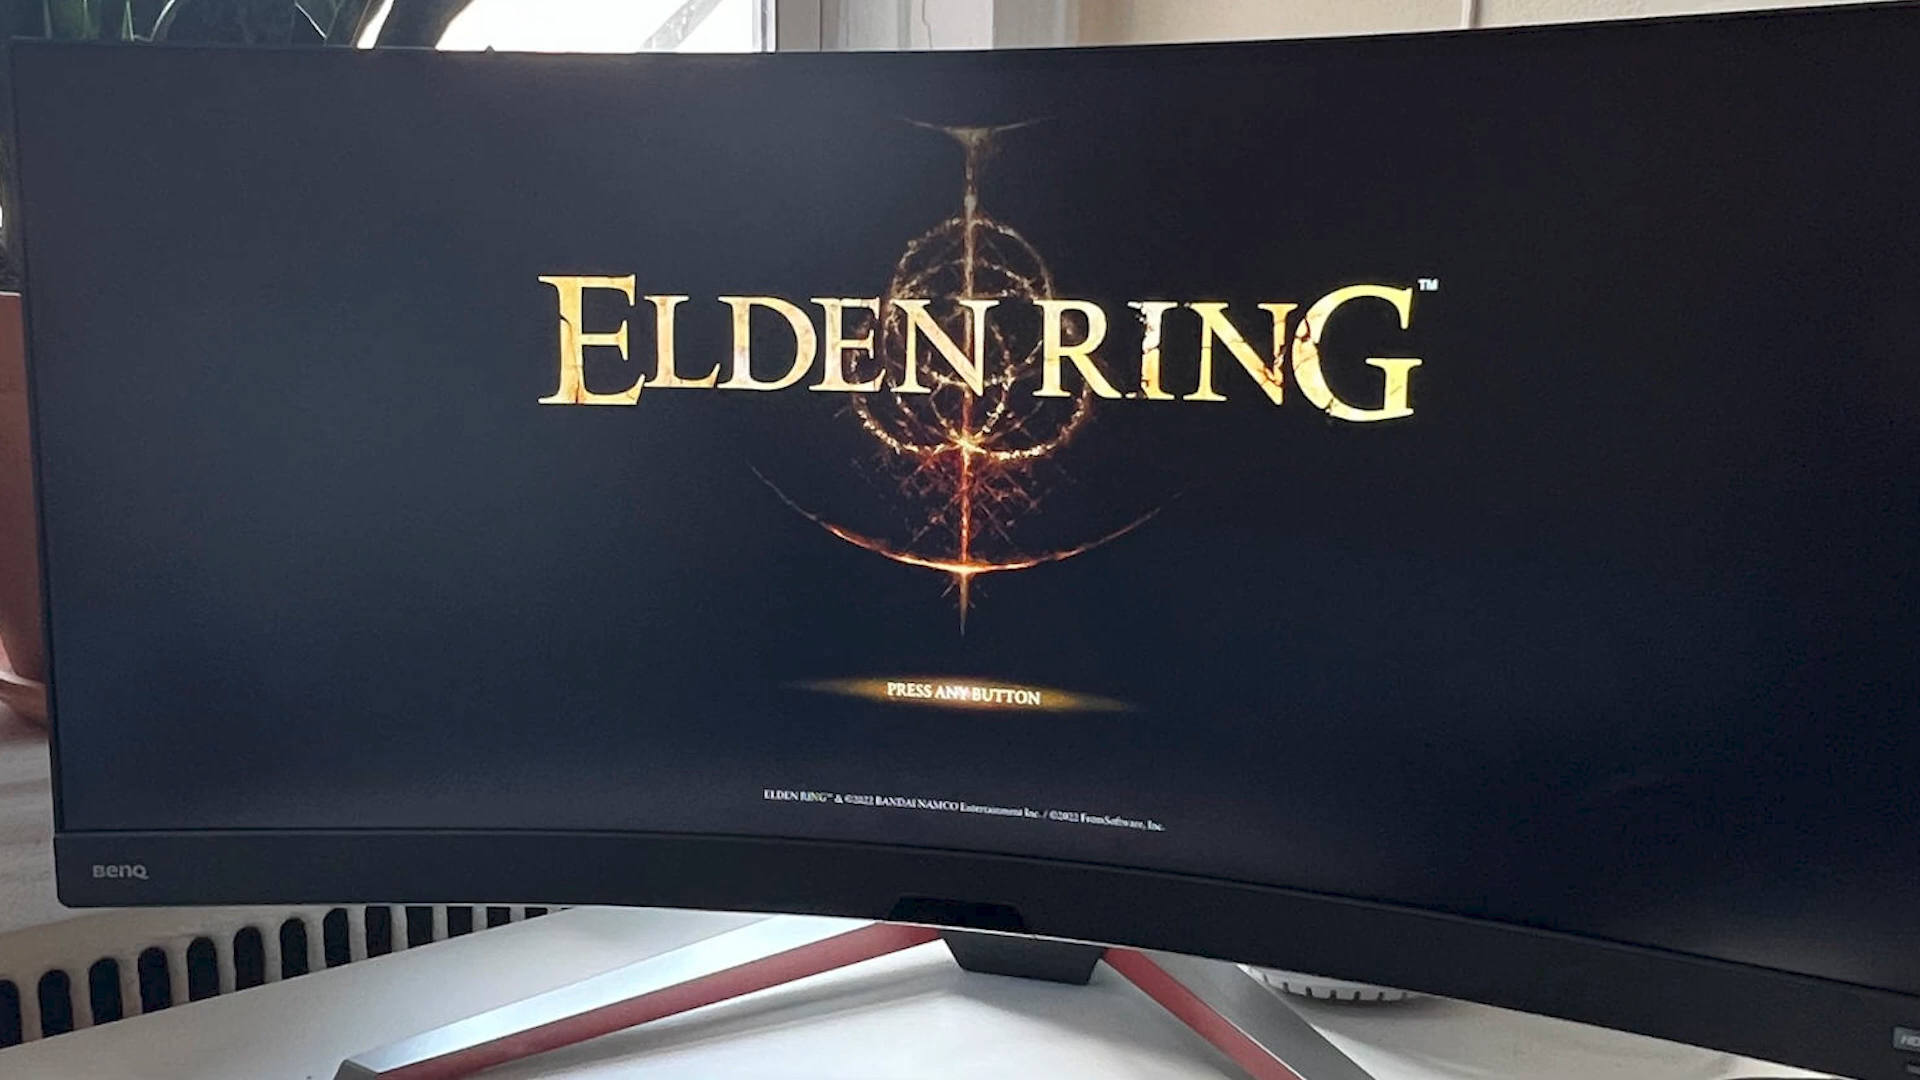 ELDEN RING™
PRESS ANY BUTTON
ELDEN RING™ & ©2022 BANDAI NAMCO Entertainment Inc. / ©2022 FromSoftware, Inc.
BenQ